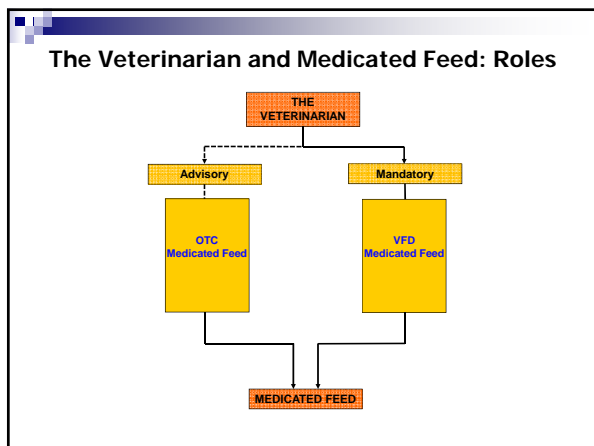 The Veterinarian and Medicated Feed: Roles
THE
VETERINARIAN
Advisory
Mandatory
OTC
Medicated Feed
VFD
Medicated Feed
MEDICATED FEED